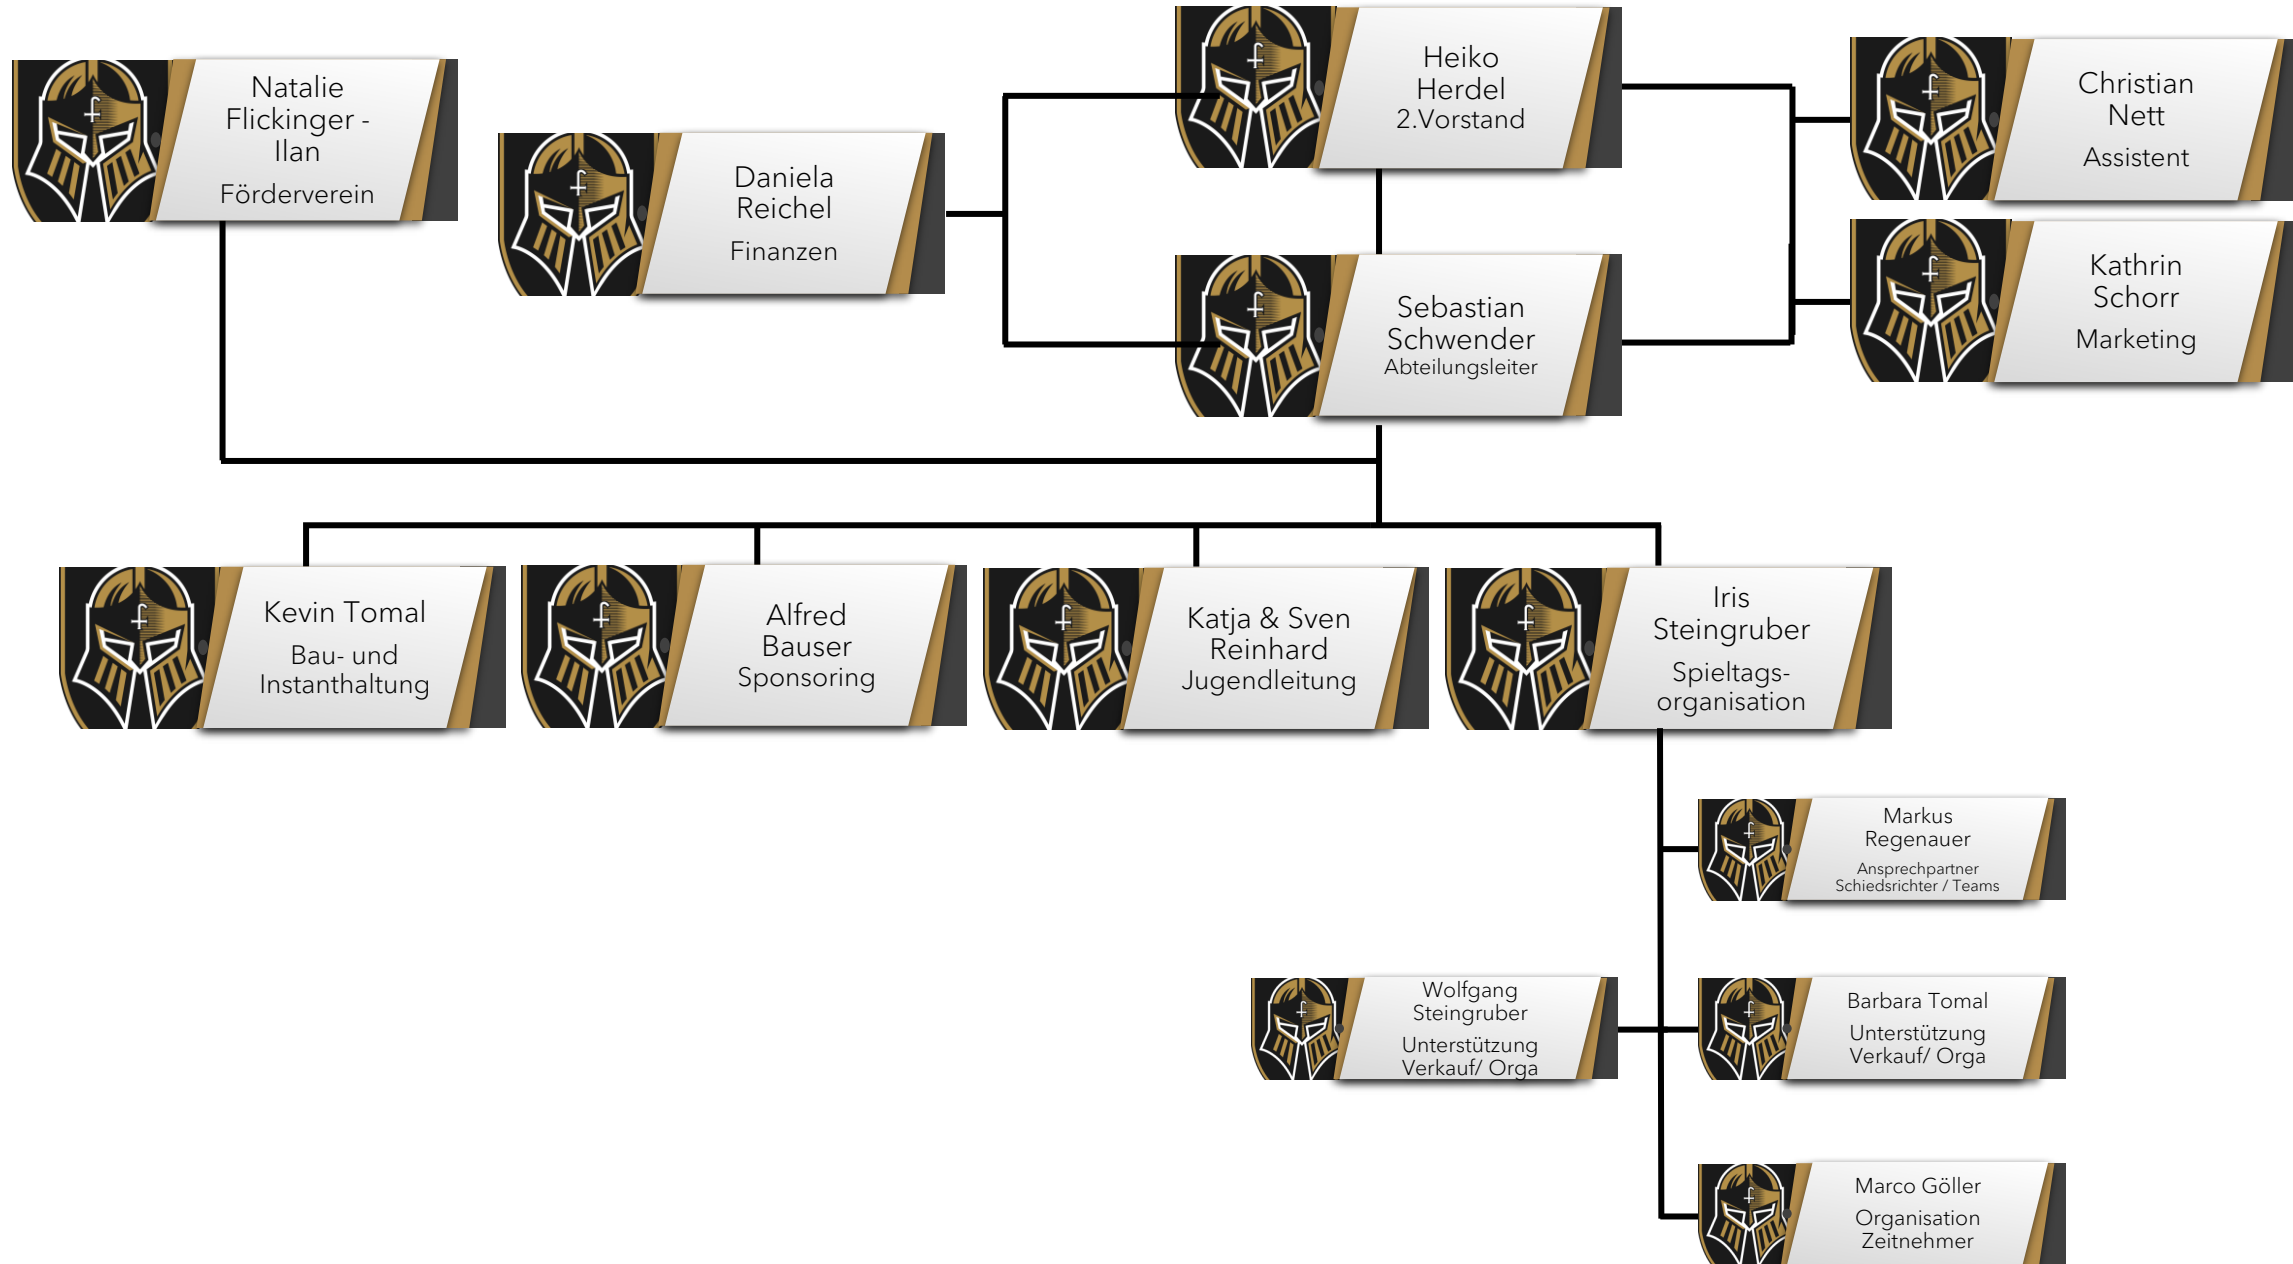 Natalie
Flickinger -
Ilan
Förderverein
Daniela
Reichel
Finanzen
Heiko
Herdel
2.Vorstand
Sebastian
Schwender
Abteilungsleiter
Christian
Nett
Assistent
Kathrin
Schorr
Marketing
Kevin Tomal
Bau- und
Instanthaltung
Alfred
Bauser
Sponsoring
Katja & Sven
Reinhard
Jugendleitung
Iris
Steingruber
Spieltags-
organisation
Markus
Regenauer
Ansprechpartner
Schiedsrichter / Teams
Wolfgang
Steingruber
Unterstützung
Verkauf/ Orga
Barbara Tomal
Unterstützung
Verkauf/ Orga
Marco Göller
Organisation
Zeitnehmer